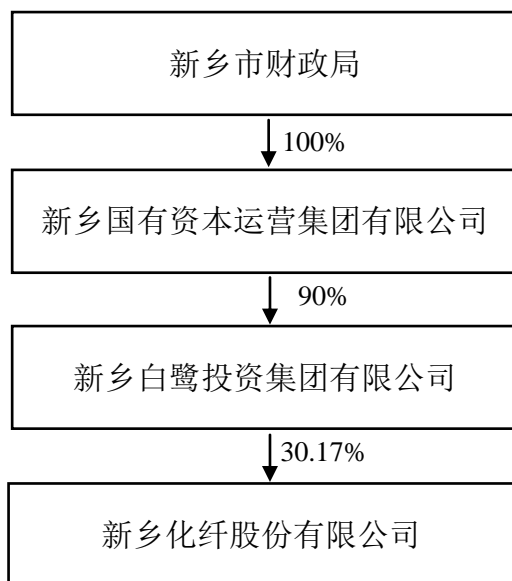 新乡市财政局
100%
新乡国有资本运营集团有限公司
90%
新乡白鹭投资集团有限公司
30.17%
新乡化纤股份有限公司